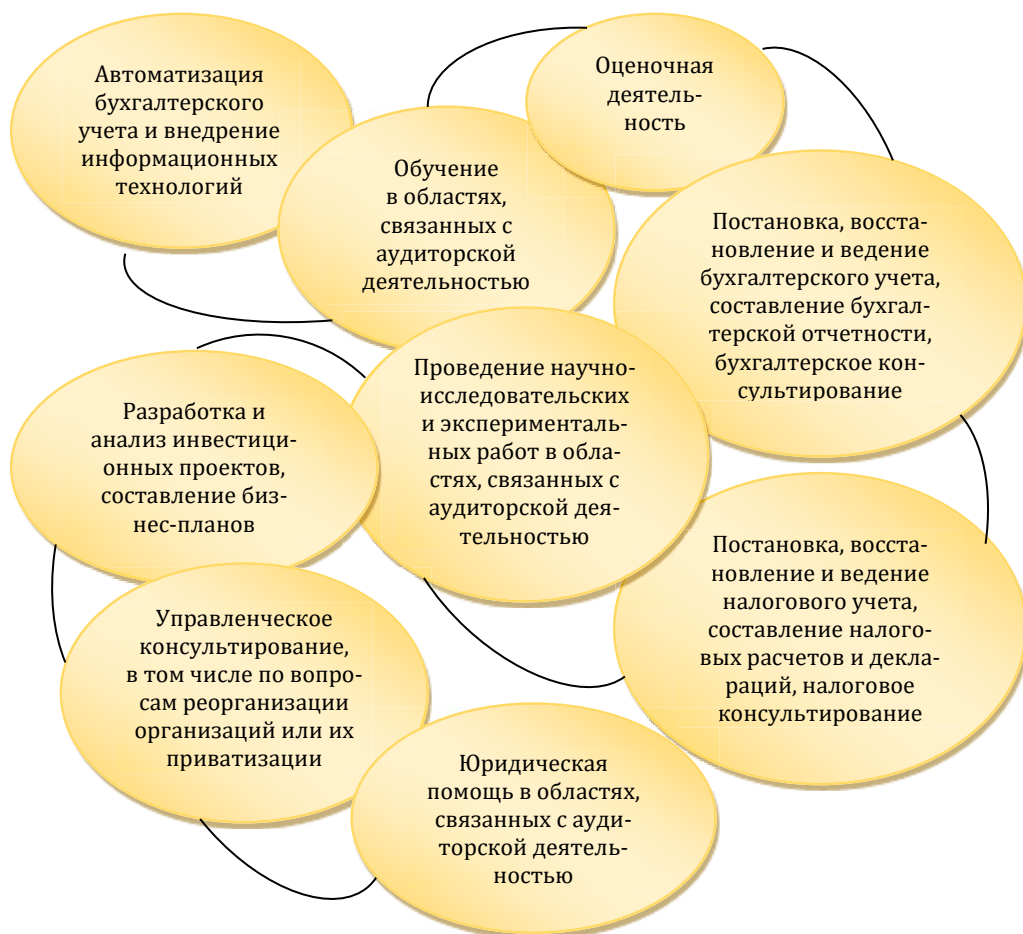 Автоматизация
бухгалтерского
учета и внедрение
информационных
технологий
Оценочная
деятель-
ность
Обучение
в областях,
связанных с
аудиторской
деятельностью
Постановка, восста-
новление и ведение
бухгалтерского учета,
составление бухгал-
терской отчетности,
бухгалтерское кон-
сультирование
Проведение научно-
исследовательских
и эксперименталь-
ных работ в обла-
стях, связанных с
аудиторской дея-
тельностью
Разработка и
анализ инвестици-
онных проектов,
составление биз-
нес-планов
Постановка, восста-
новление и ведение
налогового учета,
составление налого-
вых расчетов и декла-
раций, налоговое
консультирование
Управленческое
консультирование,
в том числе по вопро-
сам реорганизации
организаций или их
приватизации
Юридическая
помощь в областях,
связанных с ауди-
торской деятель-
ностью